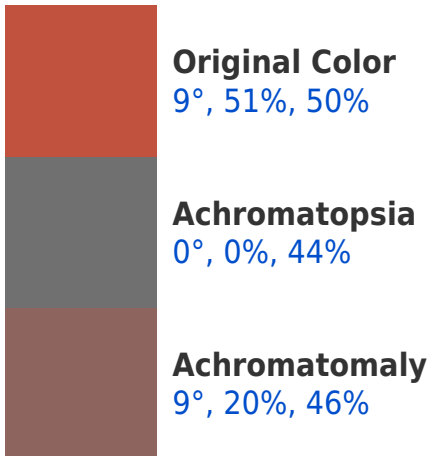 Original Color
9°, 51%, 50%
Achromatopsia
0°, 0%, 44%
Achromatomaly
9°, 20%, 46%